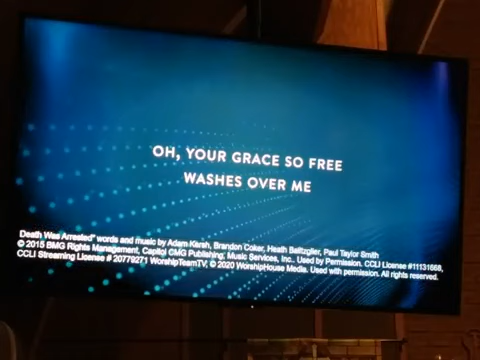 OH, YOUR GRACE SO FREE
WASHES OVER ME
Death Was Arrested" words and music by Adam Kersh, Brandon Coker, Heath Balltzglier, Paul Taylor Smith
© 2015 BMG Rights Management, Capitol CMG Publishing, Music Services, Inc. Used by Permission. CCLI License #11131668,
CCLI Streaming License # 20779271 WorshipTeamTV, © 2020 WorshipHouse Media. Used with permission. All rights reserved.